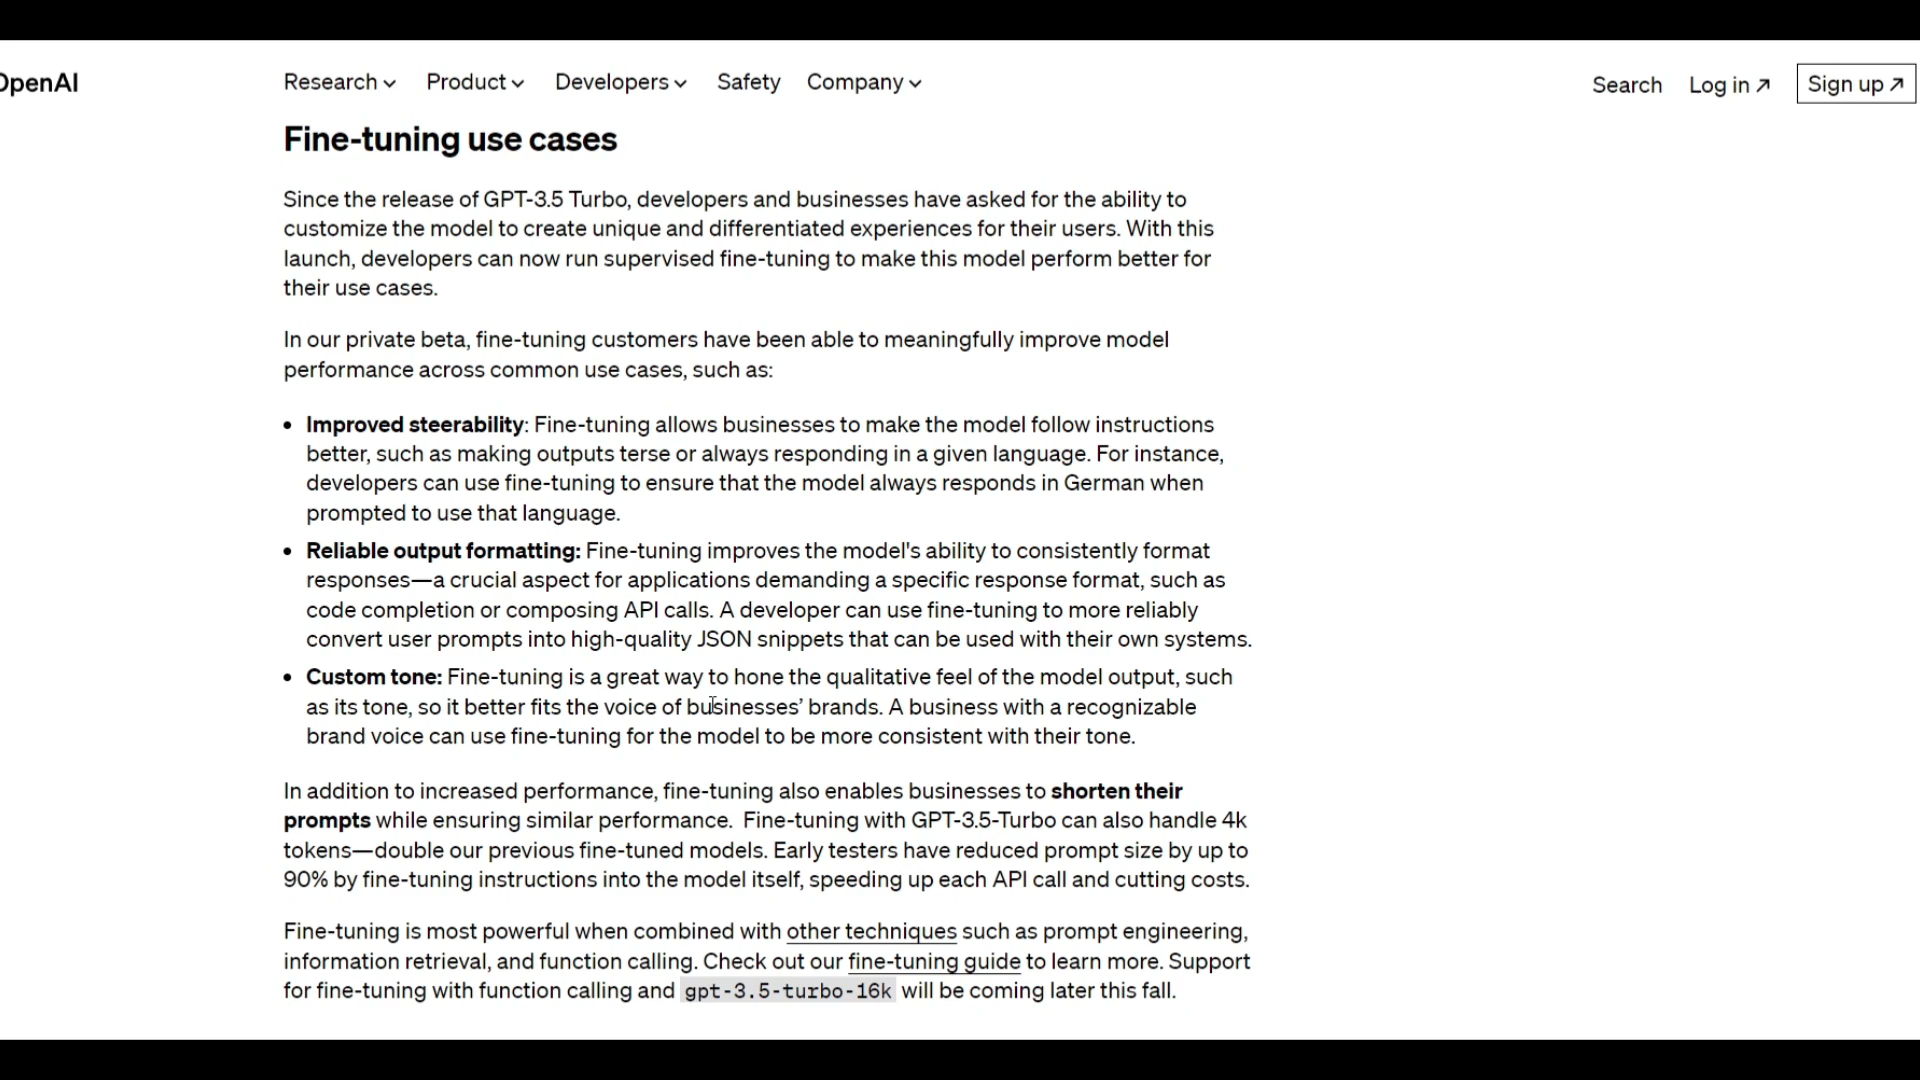 OpenAI
Research Product Developers Safety Company Search Log in ↗ Sign up ↗
Fine-tuning use cases
Since the release of GPT-3.5 Turbo, developers and businesses have asked for the ability to
customize the model to create unique and differentiated experiences for their users. With this
launch, developers can now run supervised fine-tuning to make this model perform better for
their use cases.
In our private beta, fine-tuning customers have been able to meaningfully improve model
performance across common use cases, such as:
• Improved steerability: Fine-tuning allows businesses to make the model follow instructions
better, such as making outputs terse or always responding in a given language. For instance,
developers can use fine-tuning to ensure that the model always responds in German when
prompted to use that language.
• Reliable output formatting: Fine-tuning improves the model's ability to consistently format
responses—a crucial aspect for applications demanding a specific response format, such as
code completion or composing API calls. A developer can use fine-tuning to more reliably
convert user prompts into high-quality JSON snippets that can be used with their own systems.
• Custom tone: Fine-tuning is a great way to hone the qualitative feel of the model output, such
as its tone, so it better fits the voice of businesses’ brands. A business with a recognizable
brand voice can use fine-tuning for the model to be more consistent with their tone.
In addition to increased performance, fine-tuning also enables businesses to shorten their
prompts while ensuring similar performance. Fine-tuning with GPT-3.5-Turbo can also handle 4k
tokens—double our previous fine-tuned models. Early testers have reduced prompt size by up to
90% by fine-tuning instructions into the model itself, speeding up each API call and cutting costs.
Fine-tuning is most powerful when combined with other techniques such as prompt engineering,
information retrieval, and function calling. Check out our fine-tuning guide to learn more. Support
for fine-tuning with function calling and gpt-3.5-turbo-16k will be coming later this fall.